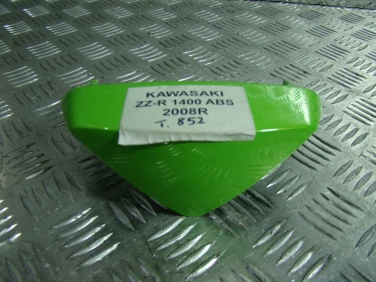 KAWASAKI
ZZ-R 1400 ABS
2008R
T. 852